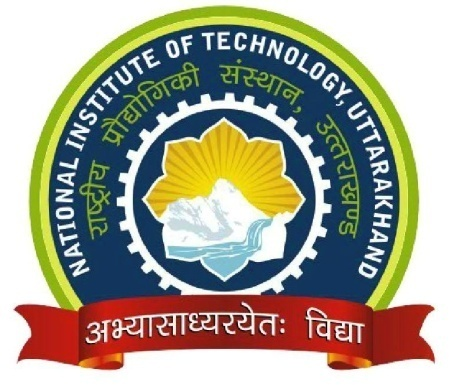 NATIONAL INSTITUTE OF TECHNOLOGY, UTTARAKHAND
राष्ट्रीय प्रौद्योगिकी संस्थान, उत्तराखण्ड
अभ्यासाध्यरयेतः विद्या